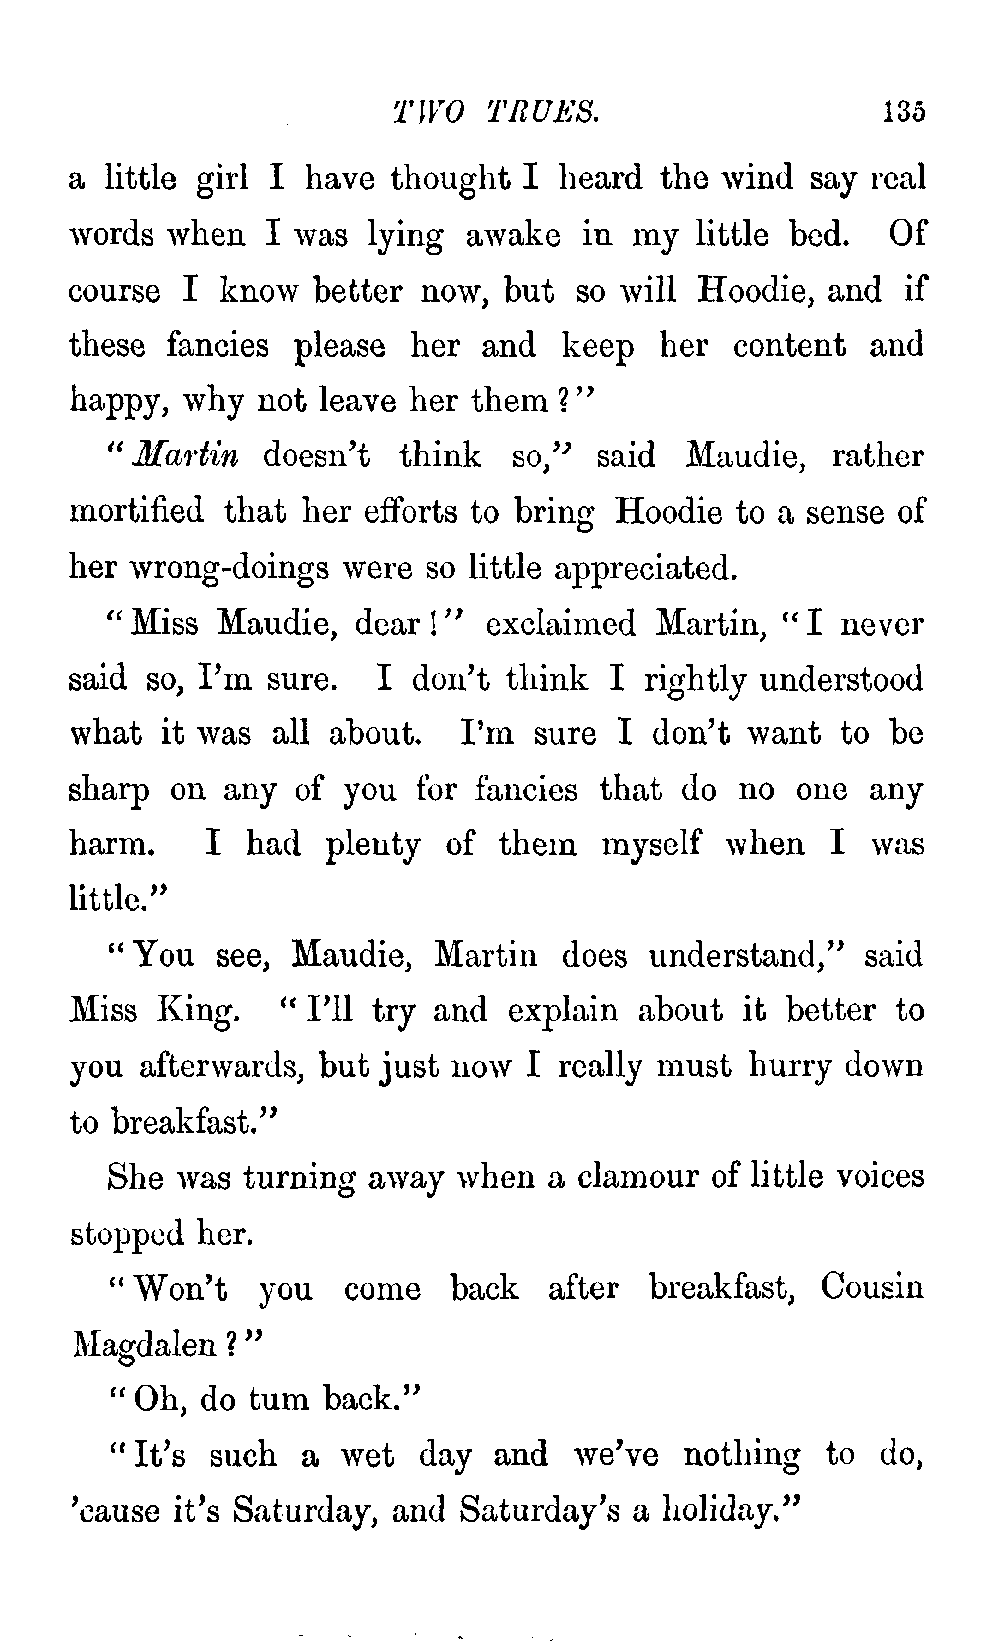 TWO TRUES. 135
a little girl I have thought I heard the wind say real
words when I was lying awake in my little bed. Of
course I know better now, but so will Hoodie, and if
these fancies please her and keep her content and
happy, why not leave her them?"
"Martin doesn't think so," said Maudie, rather
mortified that her efforts to bring Hoodie to a sense of
her wrong-doings were so little appreciated.
"Miss Maudie, dear!" exclaimed Martin, "I never
said so, I'm sure. I don't think I rightly understood
what it was all about. I'm sure I don't want to be
sharp on any of you for fancies that do no one any
harm. I had plenty of them myself when I was
little."
"You see, Maudie, Martin does understand," said
Miss King. "I'll try and explain about it better to
you afterwards, but just now I really must hurry down
to breakfast."
She was turning away when a clamour of little voices
stopped her.
"Won't you come back after breakfast, Cousin
Magdalen?"
"Oh, do tum back."
"It's such a wet day and we've nothing to do,
'cause it's Saturday, and Saturday's a holiday."